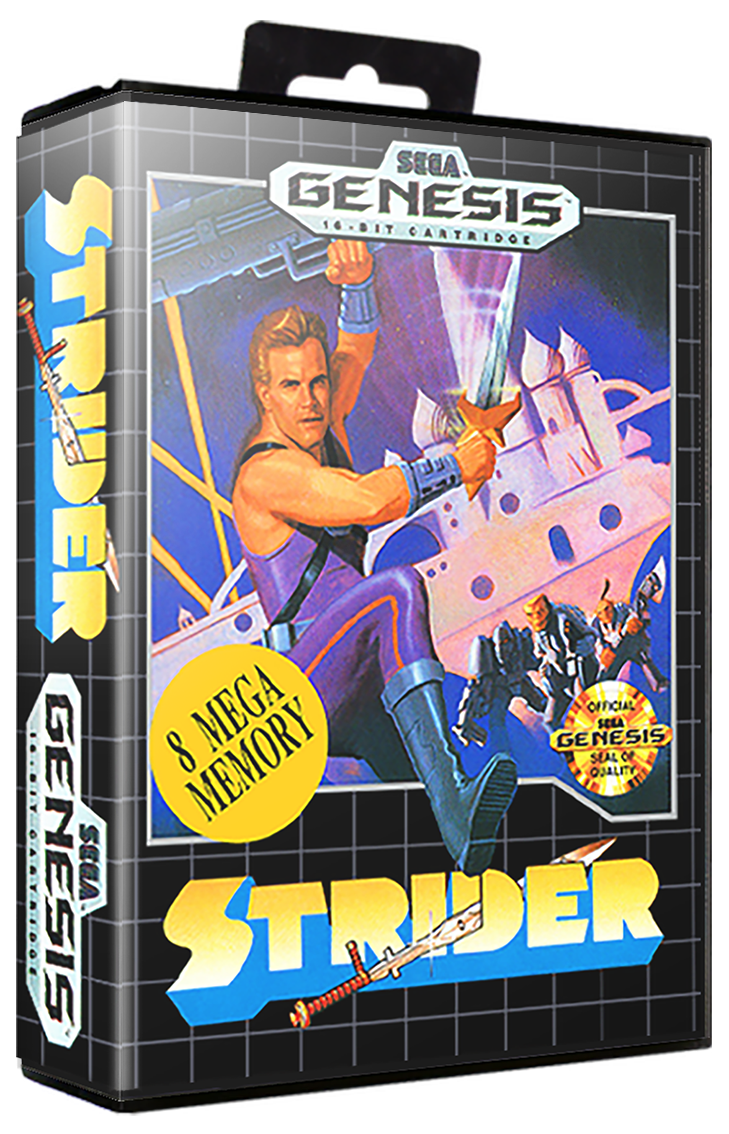 SEGA
GENESIS
16-BIT CARTRIDGE
8 MEGA
MEMORY
OFFICIAL
SEGA
GENESIS
SEAL OF
QUALITY
STRIDER
STRIDER
SEGA
GENESIS
16-BIT CARTRIDGE